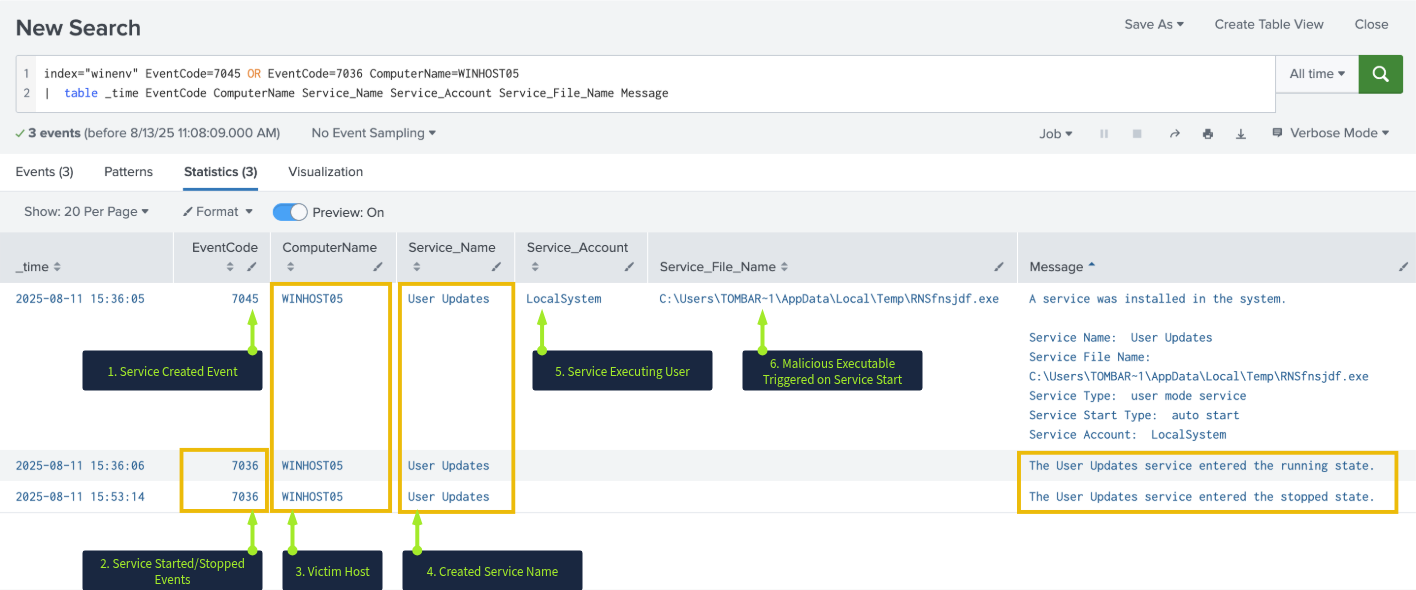 New Search
Save As
Create Table View
Close
1 index="winenv" EventCode=7045 OR EventCode=7036 ComputerName=WINHOST05
2 | table _time EventCode ComputerName Service_Name Service_Account Service_File_Name Message
All time
✓ 3 events (before 8/13/25 11:08:09.000 AM)
No Event Sampling
Job
Verbose Mode
Events (3)
Patterns
Statistics (3)
Visualization
Show: 20 Per Page
Format
Preview: On
_time
EventCode
ComputerName
Service_Name
Service_Account
Service_File_Name
Message
2025-08-11 15:36:05
7045
WINHOST05
User Updates
LocalSystem
C:\Users\TOMBAR~1\AppData\Local\Temp\RNSfnsjdf.exe
A service was installed in the system.
Service Name: User Updates
Service File Name:
C:\Users\TOMBAR~1\AppData\Local\Temp\RNSfnsjdf.exe
Service Type: user mode service
Service Start Type: auto start
Service Account: LocalSystem
1. Service Created Event
5. Service Executing User
6. Malicious Executable
Triggered on Service Start
2025-08-11 15:36:06
7036
WINHOST05
User Updates
The User Updates service entered the running state.
2025-08-11 15:53:14
7036
WINHOST05
User Updates
The User Updates service entered the stopped state.
2. Service Started/Stopped
Events
3. Victim Host
4. Created Service Name